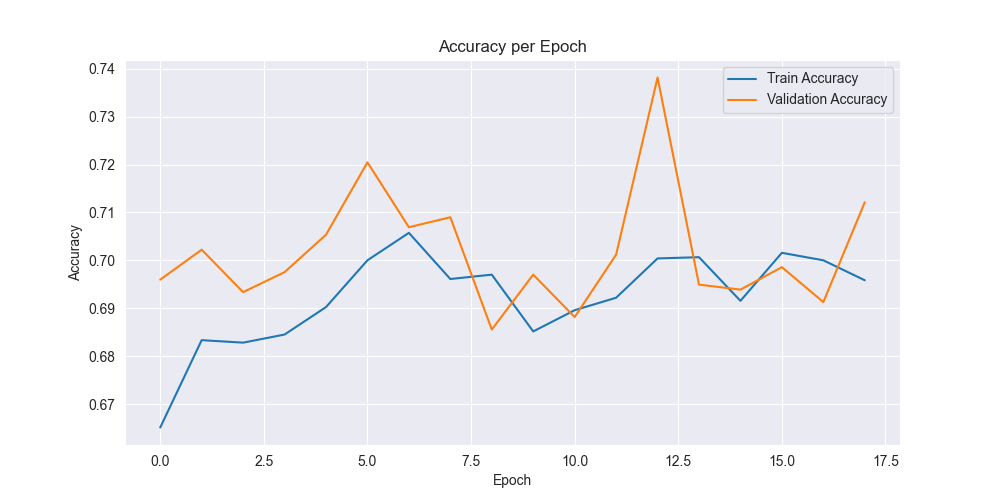 Accuracy per Epoch
Train Accuracy
Validation Accuracy
Accuracy
0.74
0.73
0.72
0.71
0.70
0.69
0.68
0.67
0.0 2.5 5.0 7.5 10.0 12.5 15.0 17.5
Epoch